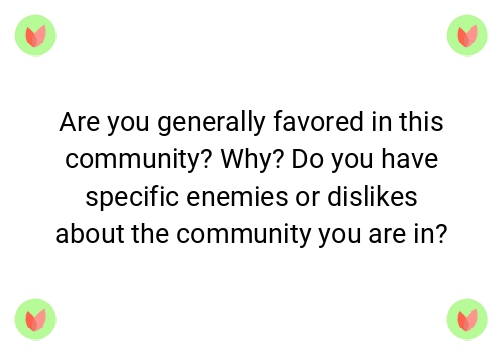 Are you generally favored in this
community? Why? Do you have
specific enemies or dislikes
about the community you are in?